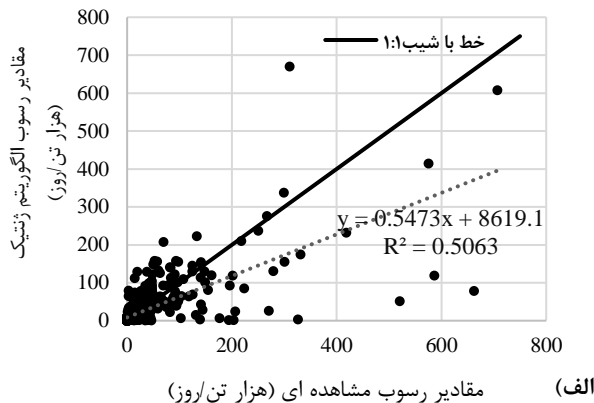 800
700
600
500
400
300
200
100
0
0 200 400 600 800
مقادیر رسوب الگوریتم ژنتیک
(هزار تن/روز)
خط با شیب۱:۱
y = 0.5473x + 8619.1
R² = 0.5063
مقادیر رسوب مشاهده ای (هزار تن/روز)
الف)